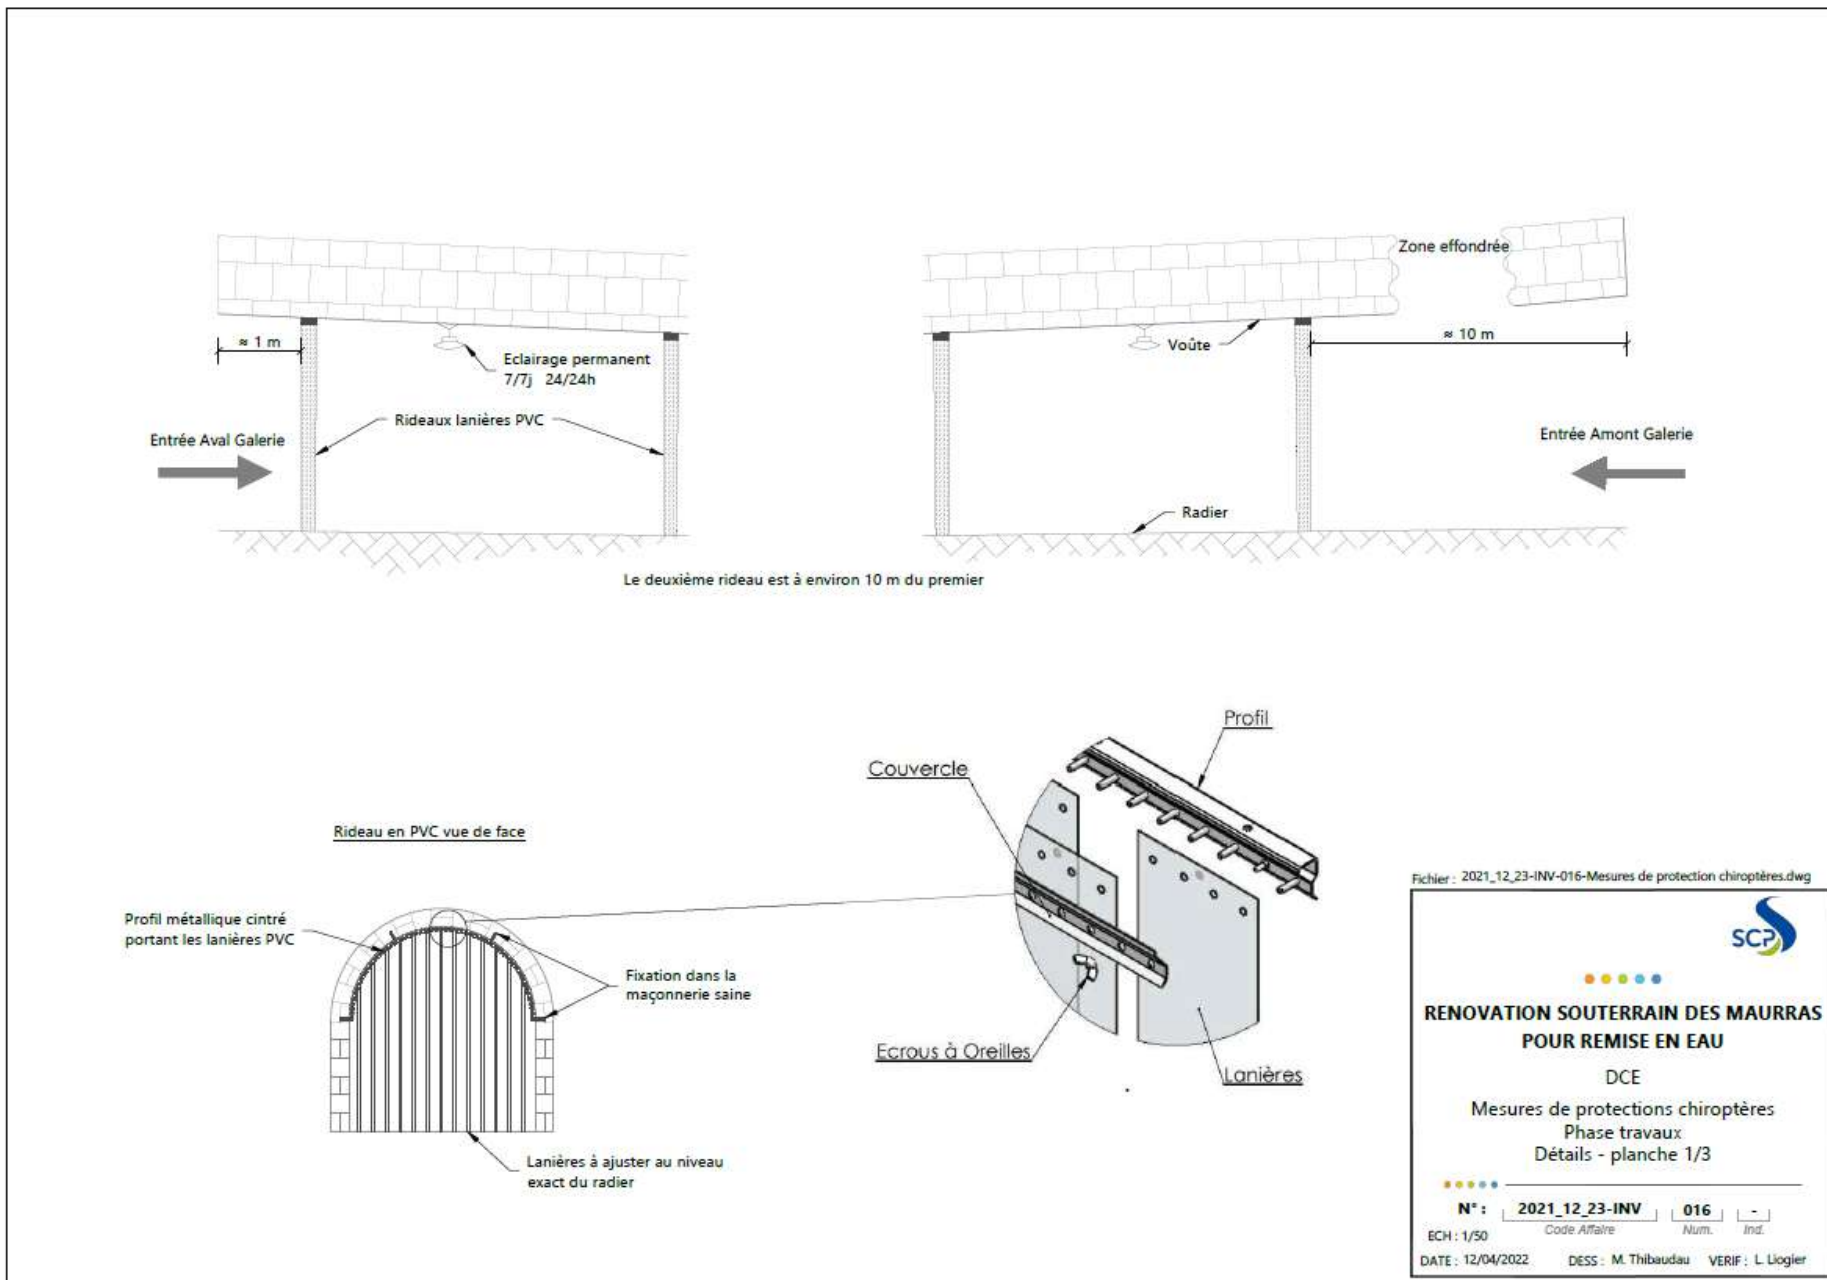 Zone effondrée
≈ 1 m
Eclairage permanent
7/7j 24/24h
Voûte
≈ 10 m
Rideaux lanières PVC
Entrée Aval Galerie
Entrée Amont Galerie
Radier
Le deuxième rideau est à environ 10 m du premier
Profil
Couvercle
Rideau en PVC vue de face
Profil métallique cintré
portant les lanières PVC
Fixation dans la
maçonnerie saine
Ecrous à Oreilles
Lanières
Lanières à ajuster au niveau
exact du radier
Fichier : 2021_12_23-INV-016-Mesures de protection chiroptères.dwg
SCP
RENOVATION SOUTERRAIN DES MAURRAS
POUR REMISE EN EAU
DCE
Mesures de protections chiroptères
Phase travaux
Détails - planche 1/3
N° : 2021_12_23-INV 016 -
Code Affaire Num. Ind.
ECH : 1/50
DATE : 12/04/2022 DESS : M. Thibaudau VERIF : L. Liogier